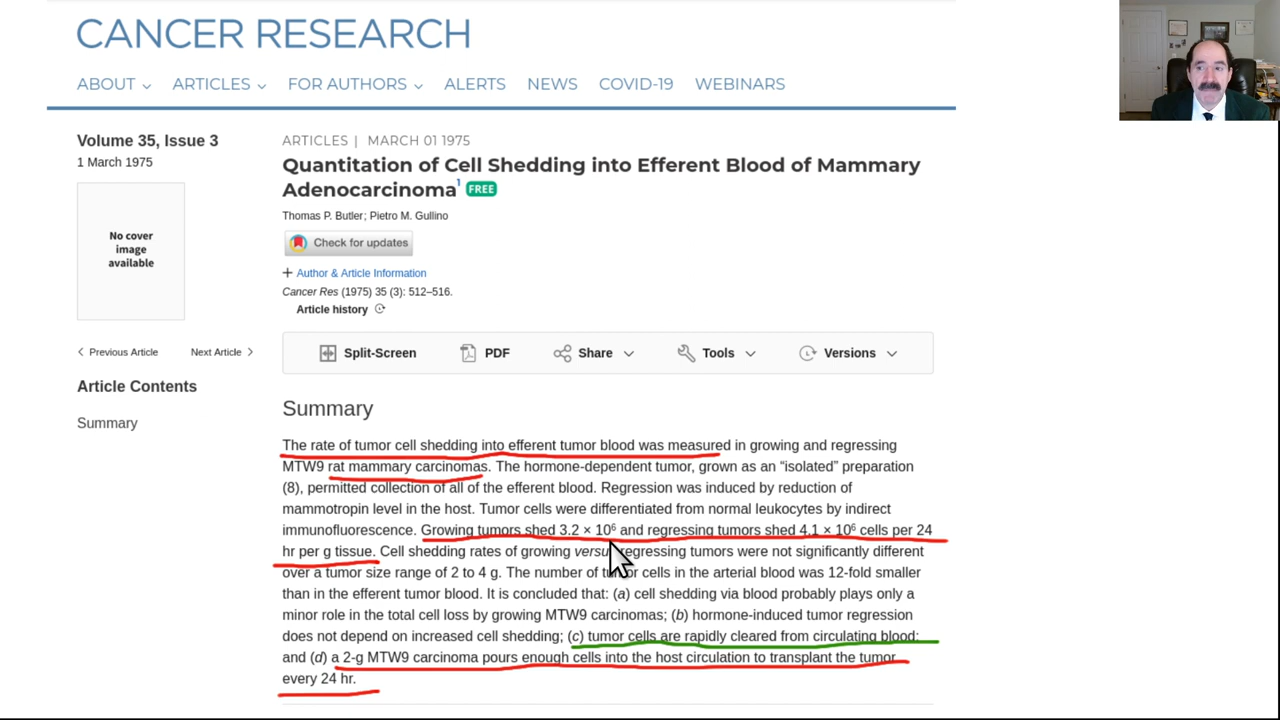 CANCER RESEARCH
ABOUT ARTICLES FOR AUTHORS ALERTS NEWS COVID-19 WEBINARS
Volume 35, Issue 3
1 March 1975
No cover
image
available
Previous Article Next Article
Article Contents
Summary
ARTICLES | MARCH 01 1975
Quantitation of Cell Shedding into Efferent Blood of Mammary
Adenocarcinoma1 FREE
Thomas P. Butler; Pietro M. Gullino
Check for updates
+ Author & Article Information
Cancer Res (1975) 35 (3): 512–516.
Article history
Split-Screen PDF Share Tools Versions
Summary
The rate of tumor cell shedding into efferent tumor blood was measured in growing and regressing
MTW9 rat mammary carcinomas. The hormone-dependent tumor, grown as an “isolated” preparation
(8), permitted collection of all of the efferent blood. Regression was induced by reduction of
mammotropin level in the host. Tumor cells were differentiated from normal leukocytes by indirect
immunofluorescence. Growing tumors shed 3.2 × 10⁶ and regressing tumors shed 4.1 × 10⁶ cells per 24
hr per g tissue. Cell shedding rates of growing versus regressing tumors were not significantly different
over a tumor size range of 2 to 4 g. The number of tumor cells in the arterial blood was 12-fold smaller
than in the efferent tumor blood. It is concluded that: (a) cell shedding via blood probably plays only a
minor role in the total cell loss by growing MTW9 carcinomas; (b) hormone-induced tumor regression
does not depend on increased cell shedding; (c) tumor cells are rapidly cleared from circulating blood;
and (d) a 2-g MTW9 carcinoma pours enough cells into the host circulation to transplant the tumor
every 24 hr.